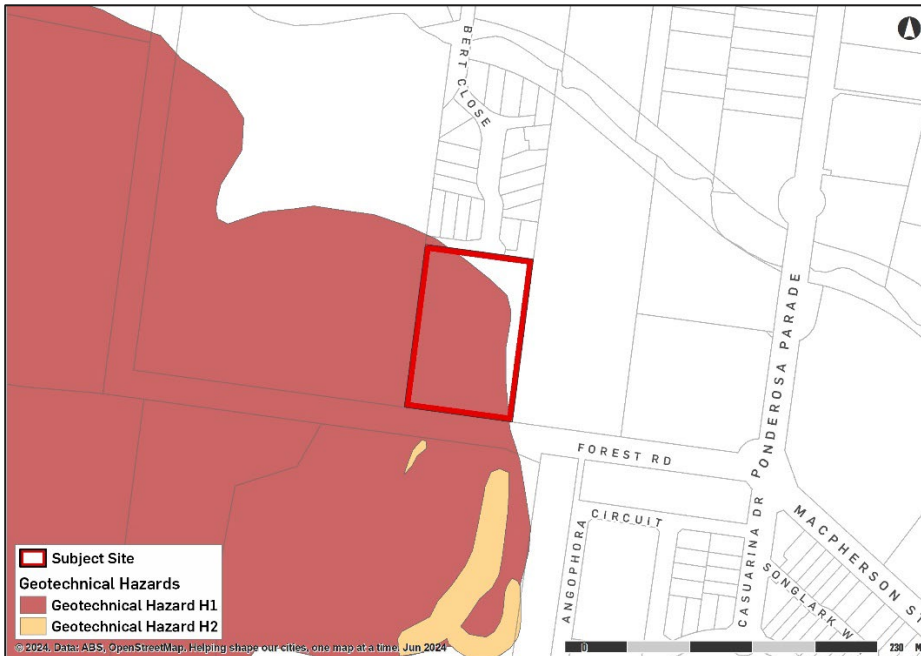 BERT CLOSE
PONDEROSA PARADE
FOREST RD
CIRCUIT
ANGOPHORA
CASUARINA DR
MACPHERSON ST
SONGLARK W
Subject Site
Geotechnical Hazards
Geotechnical Hazard H1
Geotechnical Hazard H2
© 2024. Data: ABS, OpenStreetMap. Helping shape our cities, one map at a time. Jun 2024
0
230